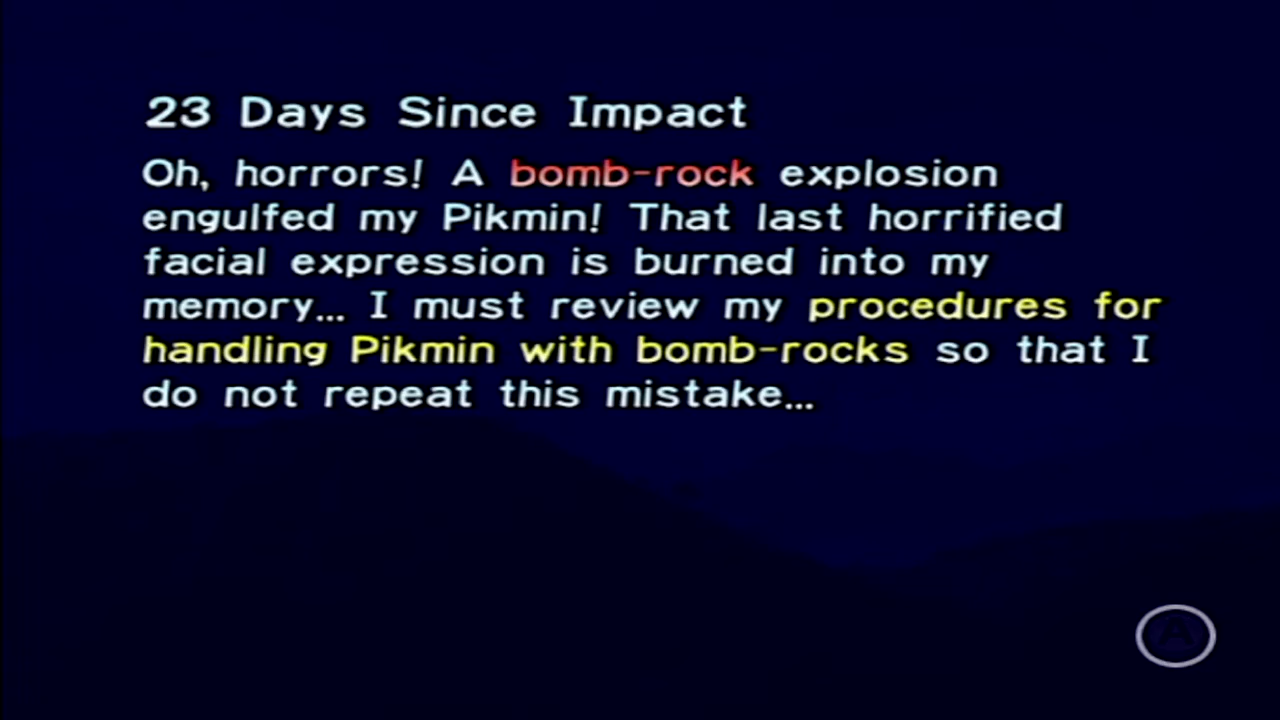 23 Days Since Impact
Oh, horrors! A bomb-rock explosion
engulfed my Pikmin! That last horrified
facial expression is burned into my
memory... I must review my procedures for
handling Pikmin with bomb-rocks so that I
do not repeat this mistake...
A